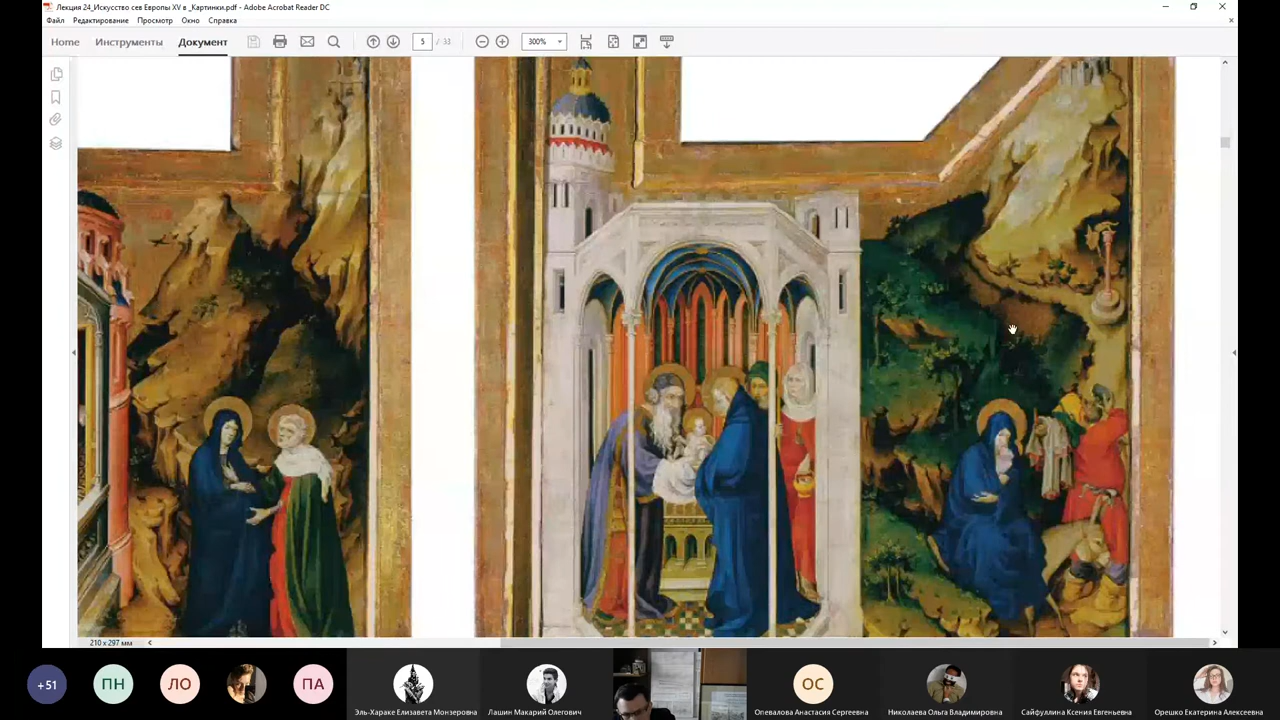 Лекция 24_Искусство сев Европы XV в _Картинки.pdf - Adobe Acrobat Reader DC
Файл Редактирование Просмотр Окно Справка
Home Инструменты Документ 5 / 33 300%
210 x 297 мм
+51 ПН ЛО ПА ОС
Эль-Хараке Елизавета Монзеровна Лашин Макарий Олегович Опевалова Анастасия Сергеевна Николаева Ольга Владимировна Сайфуллина Ксения Евгеньевна Орешко Екатерина Алексеевна